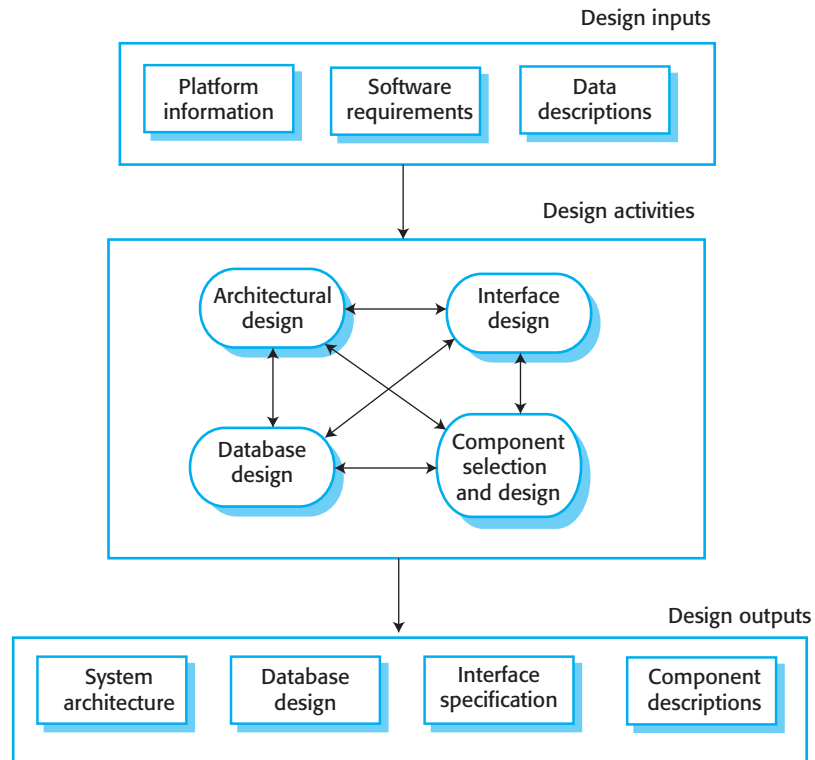 Design inputs
Platform
information
Software
requirements
Data
descriptions
Design activities
Architectural
design
Interface
design
Database
design
Component
selection
and design
Design outputs
System
architecture
Database
design
Interface
specification
Component
descriptions